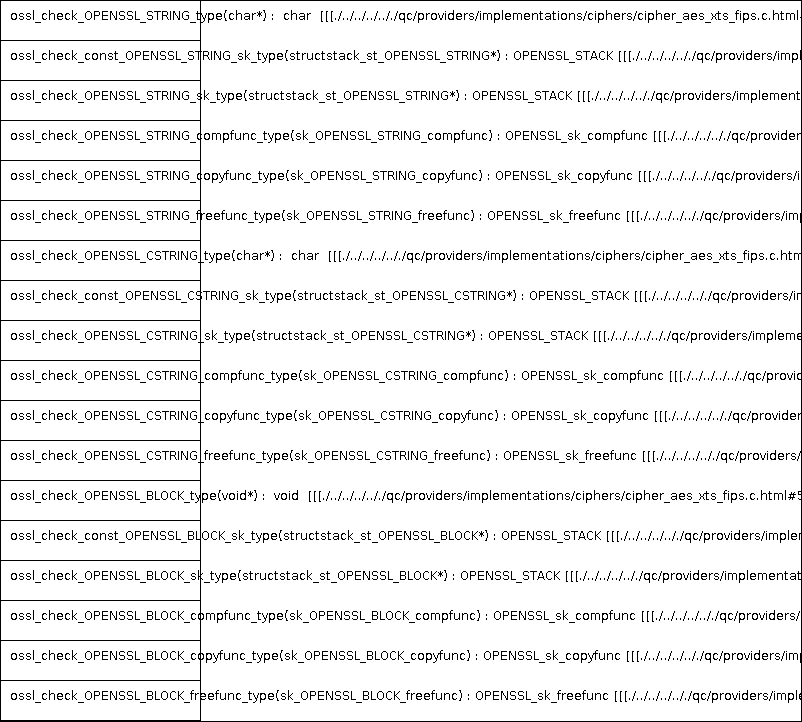 ossl_check_OPENSSL_STRING_type(char*) : char [[[./../../../../qc/providers/implementations/ciphers/cipher_aes_xts_fips.c.html
ossl_check_const_OPENSSL_STRING_sk_type(structstack_st_OPENSSL_STRING*) : OPENSSL_STACK [[[./../../../../qc/providers/impl
ossl_check_OPENSSL_STRING_sk_type(structstack_st_OPENSSL_STRING*) : OPENSSL_STACK [[[./../../../../qc/providers/implement
ossl_check_OPENSSL_STRING_compfunc_type(sk_OPENSSL_STRING_compfunc) : OPENSSL_sk_compfunc [[[./../../../../qc/provider
ossl_check_OPENSSL_STRING_copyfunc_type(sk_OPENSSL_STRING_copyfunc) : OPENSSL_sk_copyfunc [[[./../../../../qc/providers/i
ossl_check_OPENSSL_STRING_freefunc_type(sk_OPENSSL_STRING_freefunc) : OPENSSL_sk_freefunc [[[./../../../../qc/providers/imp
ossl_check_OPENSSL_CSTRING_type(char*) : char [[[./../../../../qc/providers/implementations/ciphers/cipher_aes_xts_fips.c.htm
ossl_check_const_OPENSSL_CSTRING_sk_type(structstack_st_OPENSSL_CSTRING*) : OPENSSL_STACK [[[./../../../../qc/providers/in
ossl_check_OPENSSL_CSTRING_sk_type(structstack_st_OPENSSL_CSTRING*) : OPENSSL_STACK [[[./../../../../qc/providers/impleme
ossl_check_OPENSSL_CSTRING_compfunc_type(sk_OPENSSL_CSTRING_compfunc) : OPENSSL_sk_compfunc [[[./../../../../qc/provid
ossl_check_OPENSSL_CSTRING_copyfunc_type(sk_OPENSSL_CSTRING_copyfunc) : OPENSSL_sk_copyfunc [[[./../../../../qc/provider
ossl_check_OPENSSL_CSTRING_freefunc_type(sk_OPENSSL_CSTRING_freefunc) : OPENSSL_sk_freefunc [[[./../../../../qc/providers/
ossl_check_OPENSSL_BLOCK_type(void*) : void [[[./../../../../qc/providers/implementations/ciphers/cipher_aes_xts_fips.c.html#5
ossl_check_const_OPENSSL_BLOCK_sk_type(structstack_st_OPENSSL_BLOCK*) : OPENSSL_STACK [[[./../../../../qc/providers/implem
ossl_check_OPENSSL_BLOCK_sk_type(structstack_st_OPENSSL_BLOCK*) : OPENSSL_STACK [[[./../../../../qc/providers/implementat
ossl_check_OPENSSL_BLOCK_compfunc_type(sk_OPENSSL_BLOCK_compfunc) : OPENSSL_sk_compfunc [[[./../../../../qc/providers/
ossl_check_OPENSSL_BLOCK_copyfunc_type(sk_OPENSSL_BLOCK_copyfunc) : OPENSSL_sk_copyfunc [[[./../../../../qc/providers/imp
ossl_check_OPENSSL_BLOCK_freefunc_type(sk_OPENSSL_BLOCK_freefunc) : OPENSSL_sk_freefunc [[[./../../../../qc/providers/imple